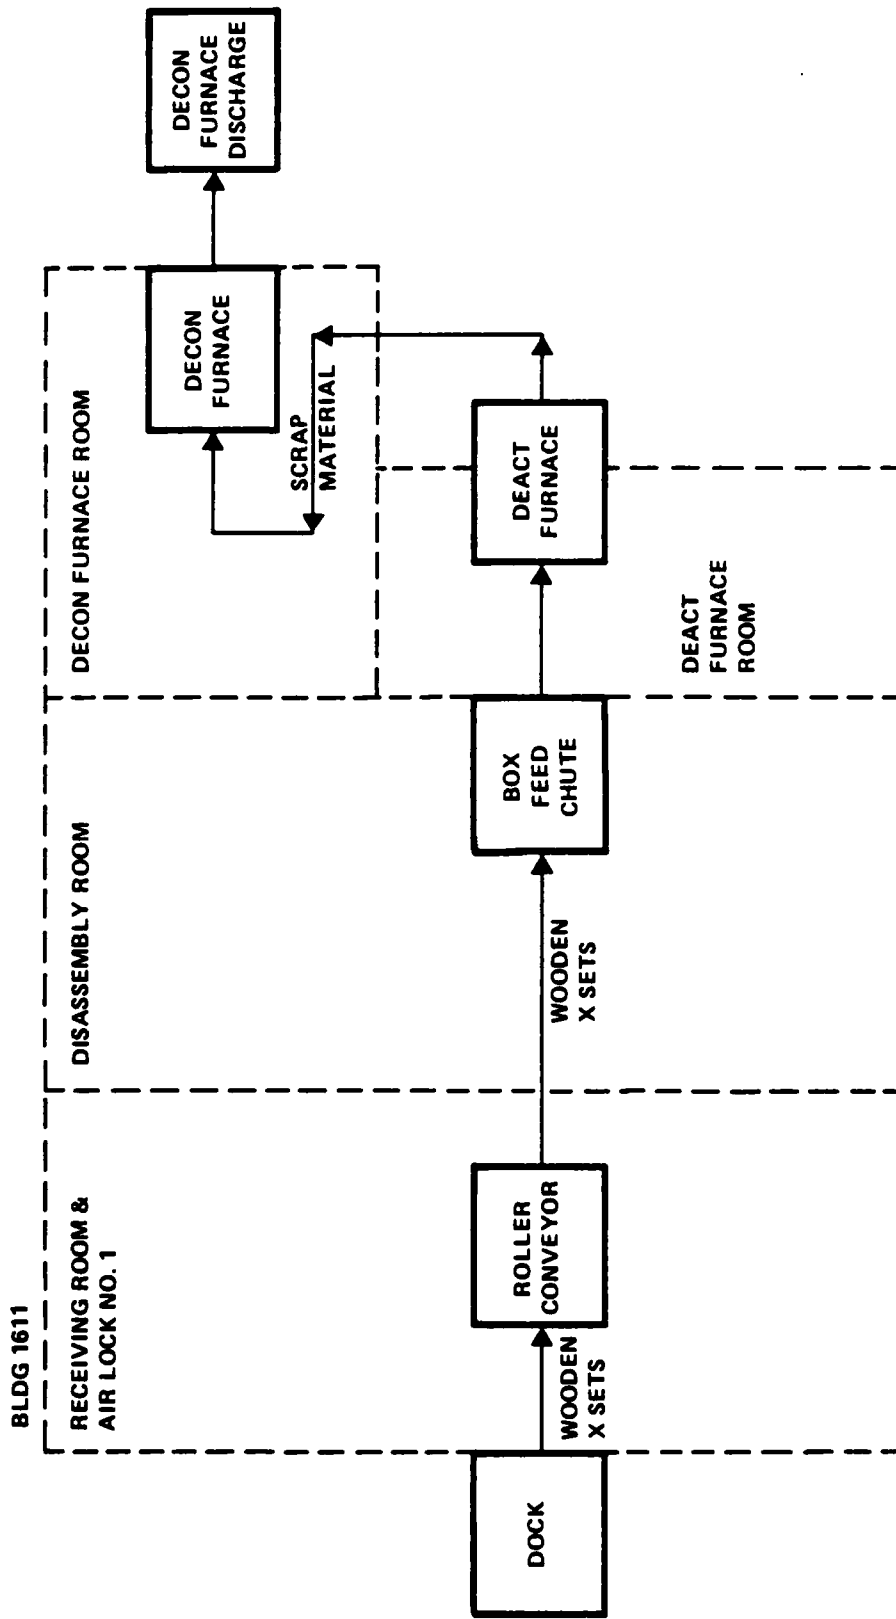 BLDG 1611
RECEIVING ROOM &
AIR LOCK NO. 1
DISASSEMBLY ROOM
DECON FURNACE ROOM
DECON
FURNACE
DECON
FURNACE
DISCHARGE
SCRAP
MATERIAL
DOCK
WOODEN
X SETS
ROLLER
CONVEYOR
WOODEN
X SETS
BOX
FEED
CHUTE
DEACT
FURNACE
DEACT
FURNACE
ROOM